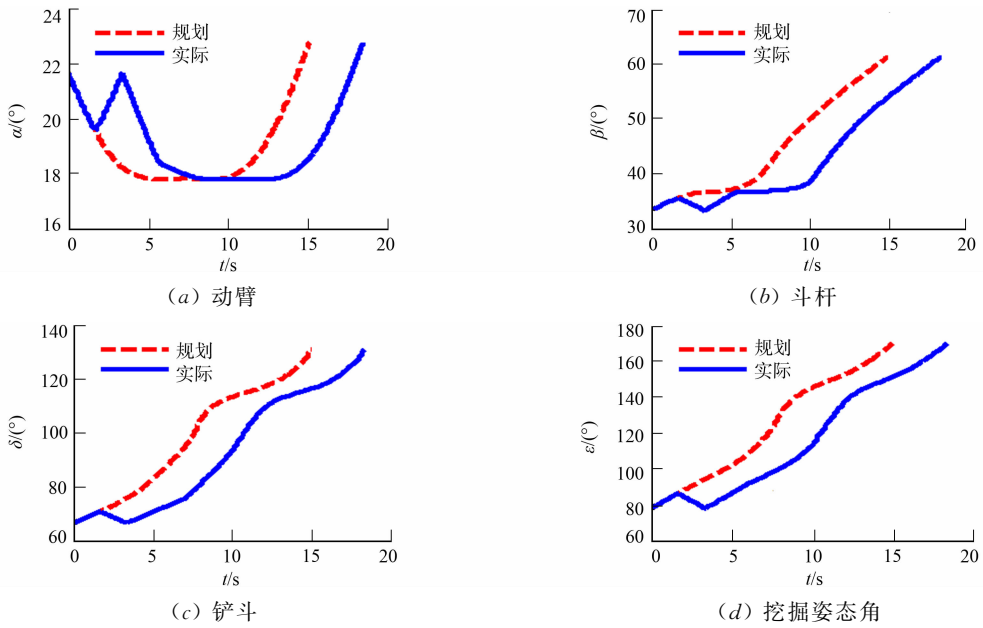 24
22
20
18
16
α/(°)
规划
实际
0 5 10 15 20
t/s
(a) 动臂
70
60
50
40
30
β/(°)
规划
实际
0 5 10 15 20
t/s
(b) 斗杆
140
120
100
80
60
δ/(°)
规划
实际
0 5 10 15 20
t/s
(c) 铲斗
180
160
140
120
100
80
60
ε/(°)
规划
实际
0 5 10 15 20
t/s
(d) 挖掘姿态角